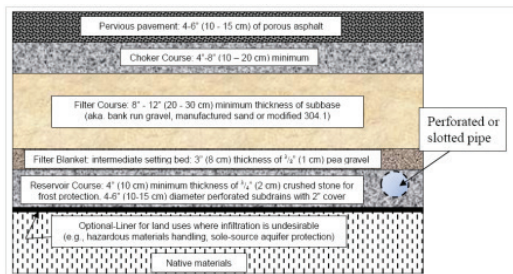 Pervious pavement: 4-6" (10 - 15 cm) of porous asphalt
Choker Course: 4"-8" (10 – 20 cm) minimum
Filter Course: 8" - 12" (20 - 30 cm) minimum thickness of subbase
(aka. bank run gravel, manufactured sand or modified 304.1)
Perforated or
slotted pipe
Filter Blanket: intermediate setting bed: 3" (8 cm) thickness of 3/8" (1 cm) pea gravel
Reservoir Course: 4" (10 cm) minimum thickness of 3/4" (2 cm) crushed stone for
frost protection. 4-6" (10-15 cm) diameter perforated subdrains with 2" cover
Optional-Liner for land uses where infiltration is undesirable
(e.g., hazardous materials handling, sole-source aquifer protection)
Native materials